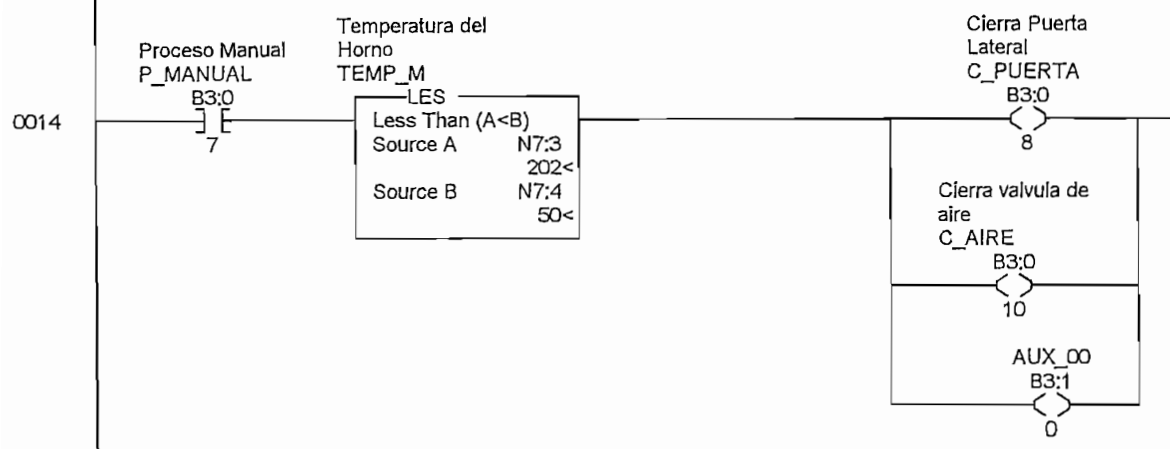 0014
Proceso Manual
P_MANUAL
B3:0
7
Temperatura del
Horno
TEMP_M
LES
Less Than (A<B)
Source A N7:3
202<
Source B N7:4
50<
Cierra Puerta
Lateral
C_PUERTA
B3:0
8
Cierra valvula de
aire
C_AIRE
B3:0
10
AUX_00
B3:1
0